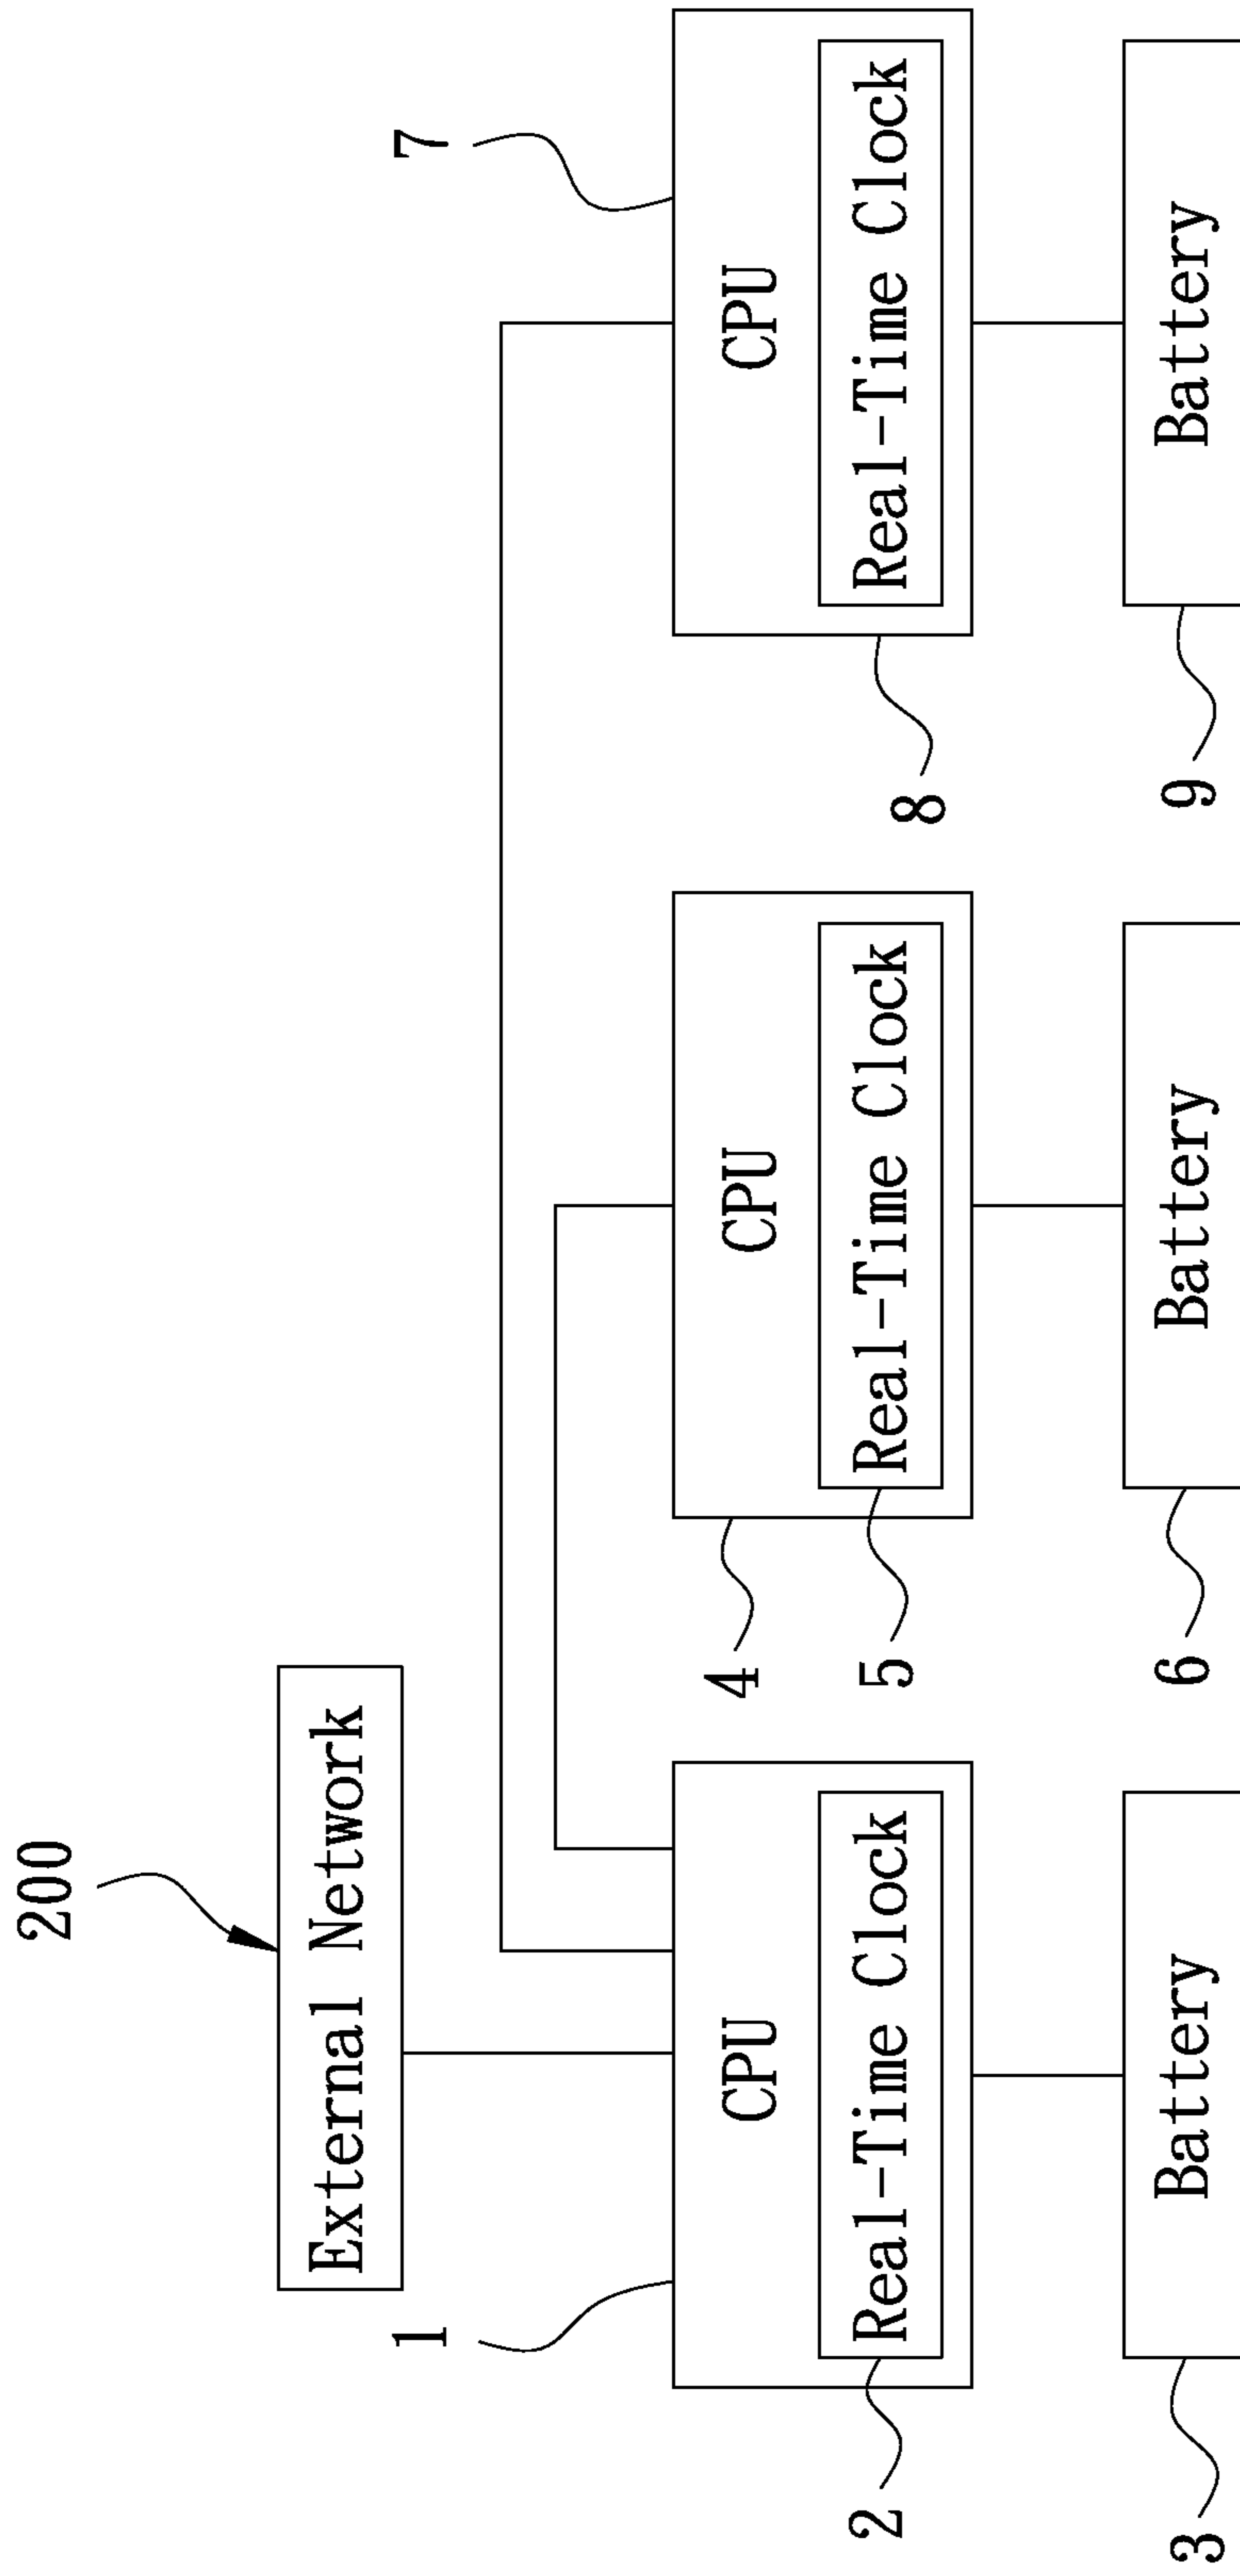 200
External Network
1
7
CPU
Real-Time Clock
2
Battery
3
4
CPU
Real-Time Clock
5
Battery
6
CPU
Real-Time Clock
8
Battery
9